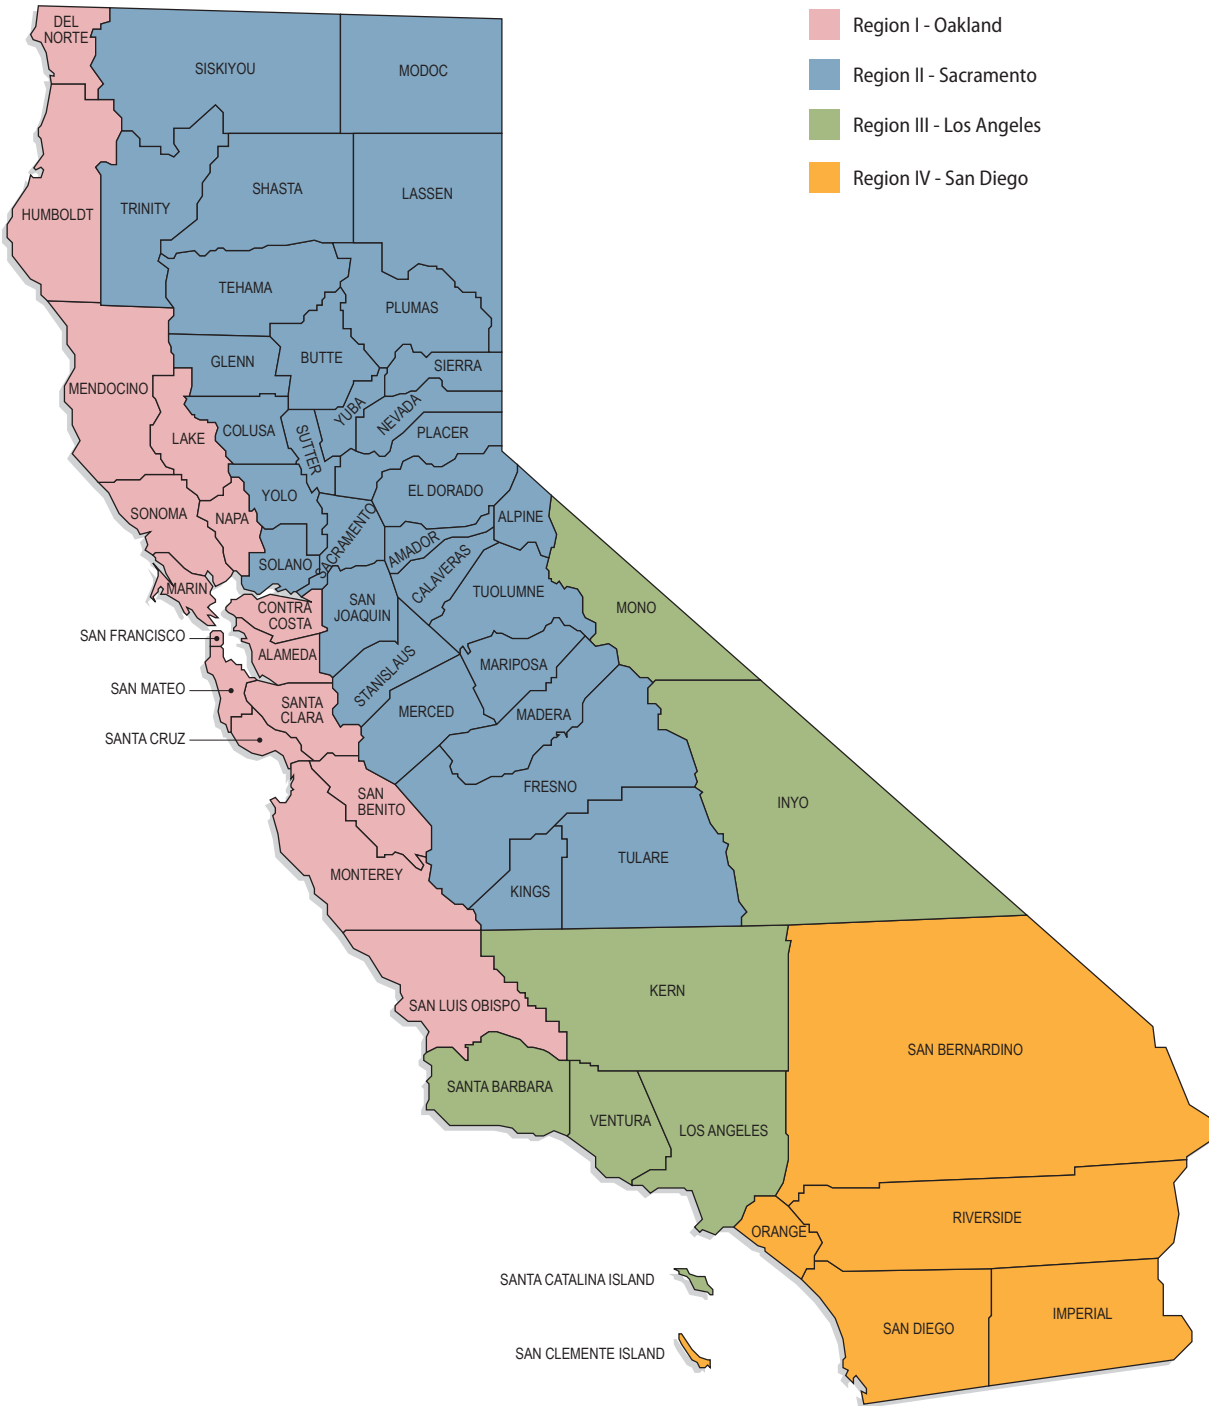 Region I - Oakland
Region II - Sacramento
Region III - Los Angeles
Region IV - San Diego
DEL
NORTE
SISKIYOU
MODOC
HUMBOLDT
TRINITY
SHASTA
LASSEN
TEHAMA
PLUMAS
MENDOCINO
GLENN
BUTTE
SIERRA
LAKE
COLUSA
SUTTER
YUBA
NEVADA
PLACER
SONOMA
NAPA
YOLO
EL DORADO
ALPINE
SOLANO
SACRAMENTO
AMADOR
CALAVERAS
TUOLUMNE
MONO
MARIN
CONTRA
COSTA
SAN
JOAQUIN
SAN FRANCISCO
ALAMEDA
STANISLAUS
MARIPOSA
SAN MATEO
SANTA
CLARA
MERCED
MADERA
SANTA CRUZ
SAN
BENITO
FRESNO
INYO
MONTEREY
KINGS
TULARE
SAN LUIS OBISPO
KERN
SAN BERNARDINO
SANTA BARBARA
VENTURA
LOS ANGELES
ORANGE
RIVERSIDE
SANTA CATALINA ISLAND
SAN DIEGO
IMPERIAL
SAN CLEMENTE ISLAND